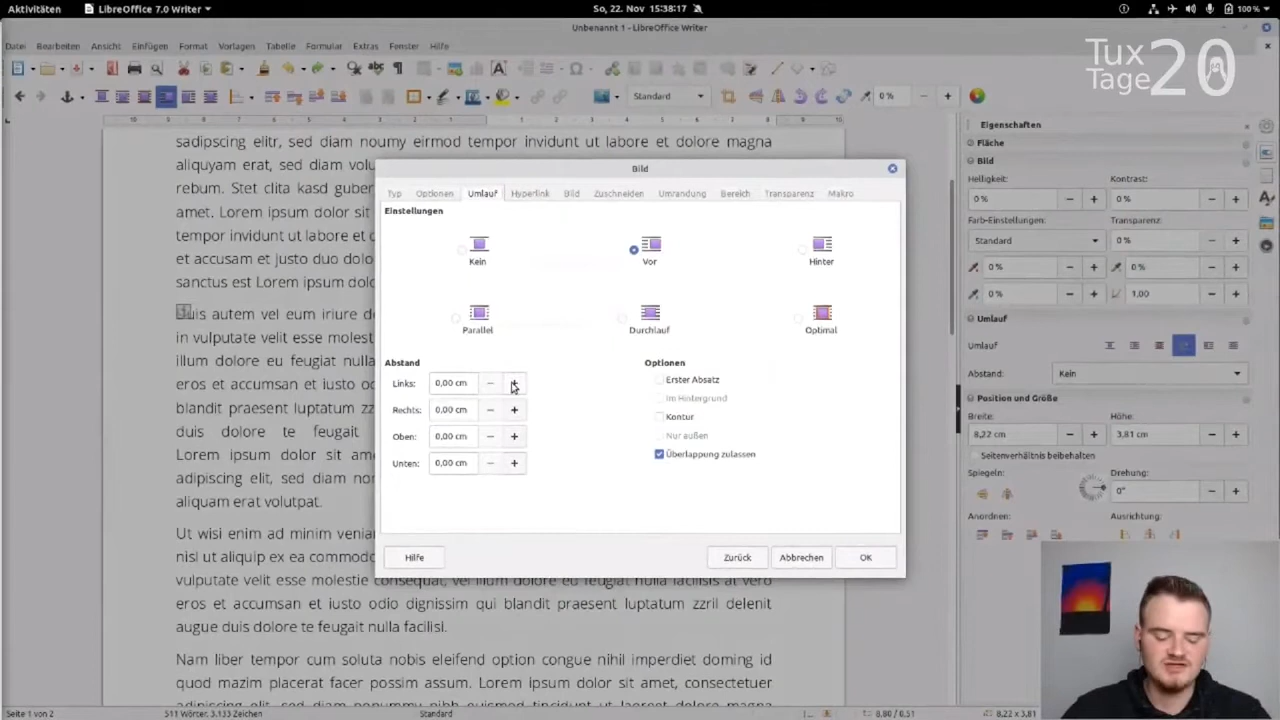 Aktivitäten
LibreOffice 7.0 Writer
So, 22. Nov 15:38:17
100 %
Unbenannt 1 - LibreOffice Writer
Datei Bearbeiten Ansicht Einfügen Format Vorlagen Tabelle Formular Extras Fenster Hilfe
Tux
Tage 20
Standard
0 %
sadipscing elitr, sed diam nonumy eirmod tempor invidunt ut labore et dolore magna
aliquyam erat, sed diam
rebum. Stet clita kasd
amet. Lorem ipsum dolor sit
tempor invidunt ut labore et
et accusam et justo duo
sanctus est Lorem ipsum
Duis autem vel eum iriure
in vulputate velit esse
illum dolore eu feugiat
eros et accumsan et iusto
blandit praesent luptatum
duis dolore te feugait
Lorem ipsum dolor sit
adipiscing elit, sed diam
aliquam erat volutpat.
Ut wisi enim ad minim
nisl ut aliquip ex ea
vulputate velit esse molestie consequat, vel illum dolore eu feugiat nulla facilisis at vero
eros et accumsan et iusto odio dignissim qui blandit praesent luptatum zzril delenit
augue duis dolore te feugait nulla facilisi.
Nam liber tempor cum soluta nobis eleifend option congue nihil imperdiet doming id
quod mazim placerat facer possim assum. Lorem ipsum dolor sit amet, consectetuer
Bild
Typ Optionen Umlauf Hyperlink Bild Zuschneiden Umrandung Bereich Transparenz Makro
Einstellungen
Kein Vor Hinter
Parallel Durchlauf Optimal
Abstand
Links: 0,00 cm
Rechts: 0,00 cm
Oben: 0,00 cm
Unten: 0,00 cm
Optionen
Erster Absatz
Im Hintergrund
Kontur
Nur außen
Überlappung zulassen
Hilfe Zurück Abbrechen OK
Eigenschaften
Fläche
Bild
Helligkeit: Kontrast:
0 % 0 %
Farb-Einstellungen: Transparenz:
Standard 0 %
0 % 0 %
0 % 1,00
Umlauf
Umlauf
Abstand: Kein
Position und Größe
Breite: Höhe:
8,22 cm 3,81 cm
Seitenverhältnis beibehalten
Spiegeln: Drehung:
0°
Anordnen: Ausrichtung:
Seite 1 von 2
511 Wörter, 3.133 Zeichen
Standard
8,80 / 0,51
8,22 x 3,81